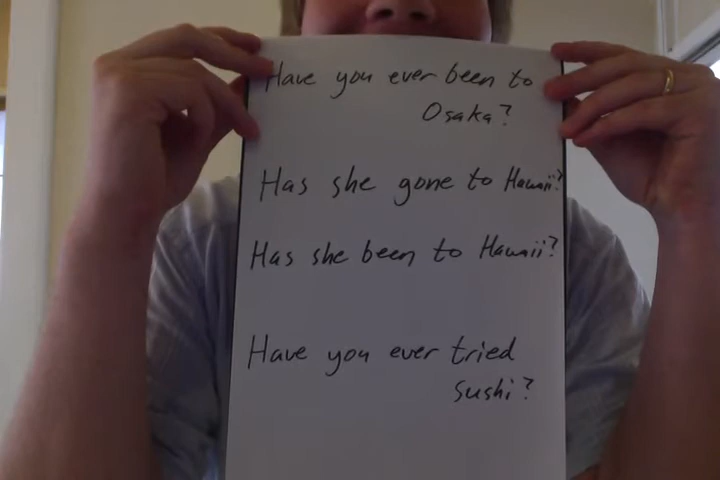 Have you ever been to
Osaka?
Has she gone to Hawaii?
Has she been to Hawaii?
Have you ever tried
sushi?